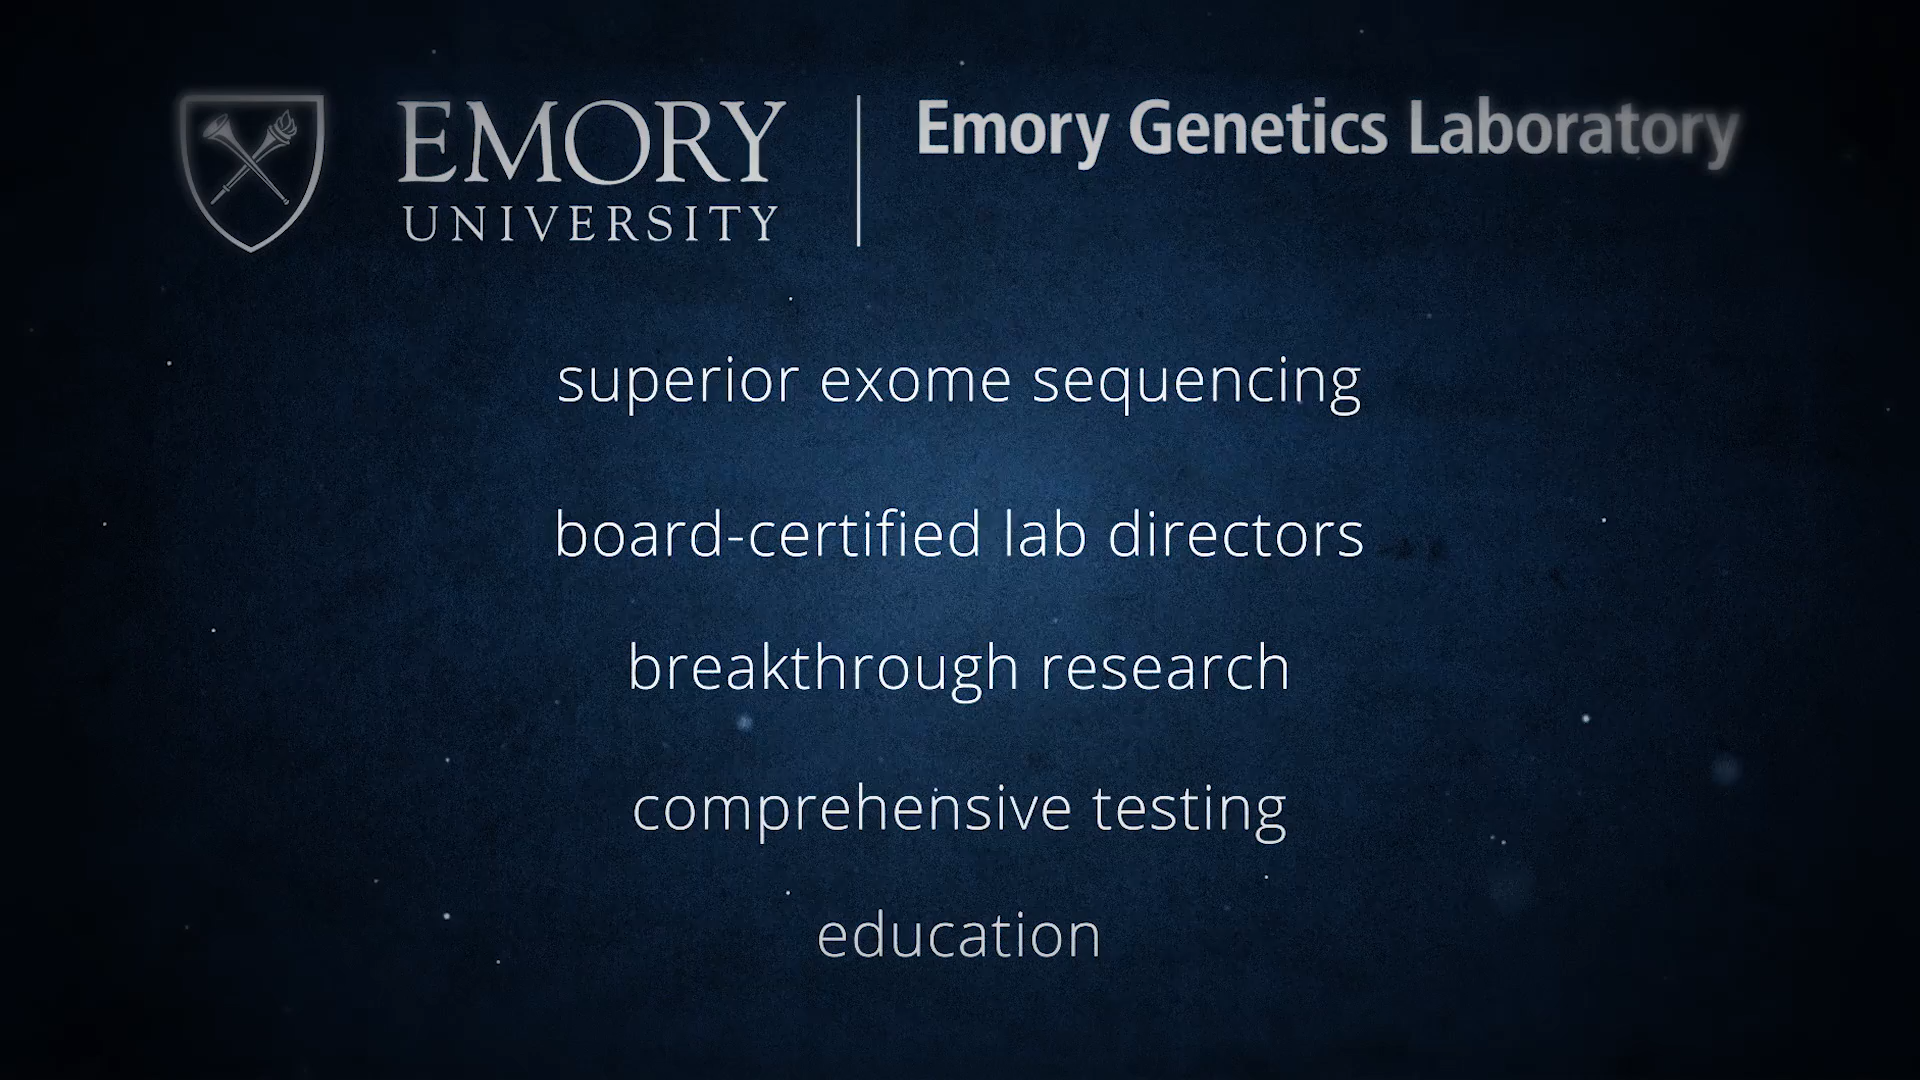 EMORY
UNIVERSITY
Emory Genetics Laboratory
superior exome sequencing
board-certified lab directors
breakthrough research
comprehensive testing
education